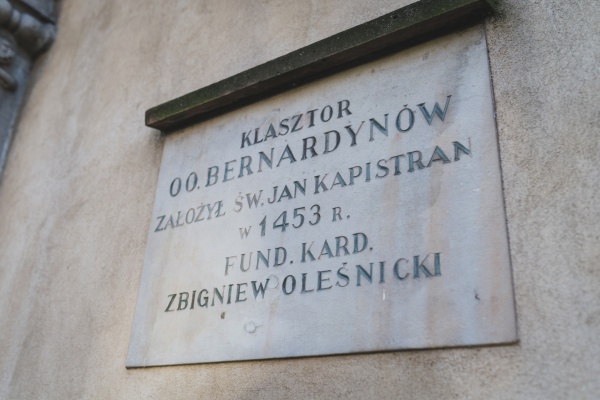 KLASZTOR
OO. BERNARDYNÓW
ZAŁOŻYŁ ŚW. JAN KAPISTRAN
W 1453 R.
FUND. KARD.
ZBIGNIEW OLEŚNICKI